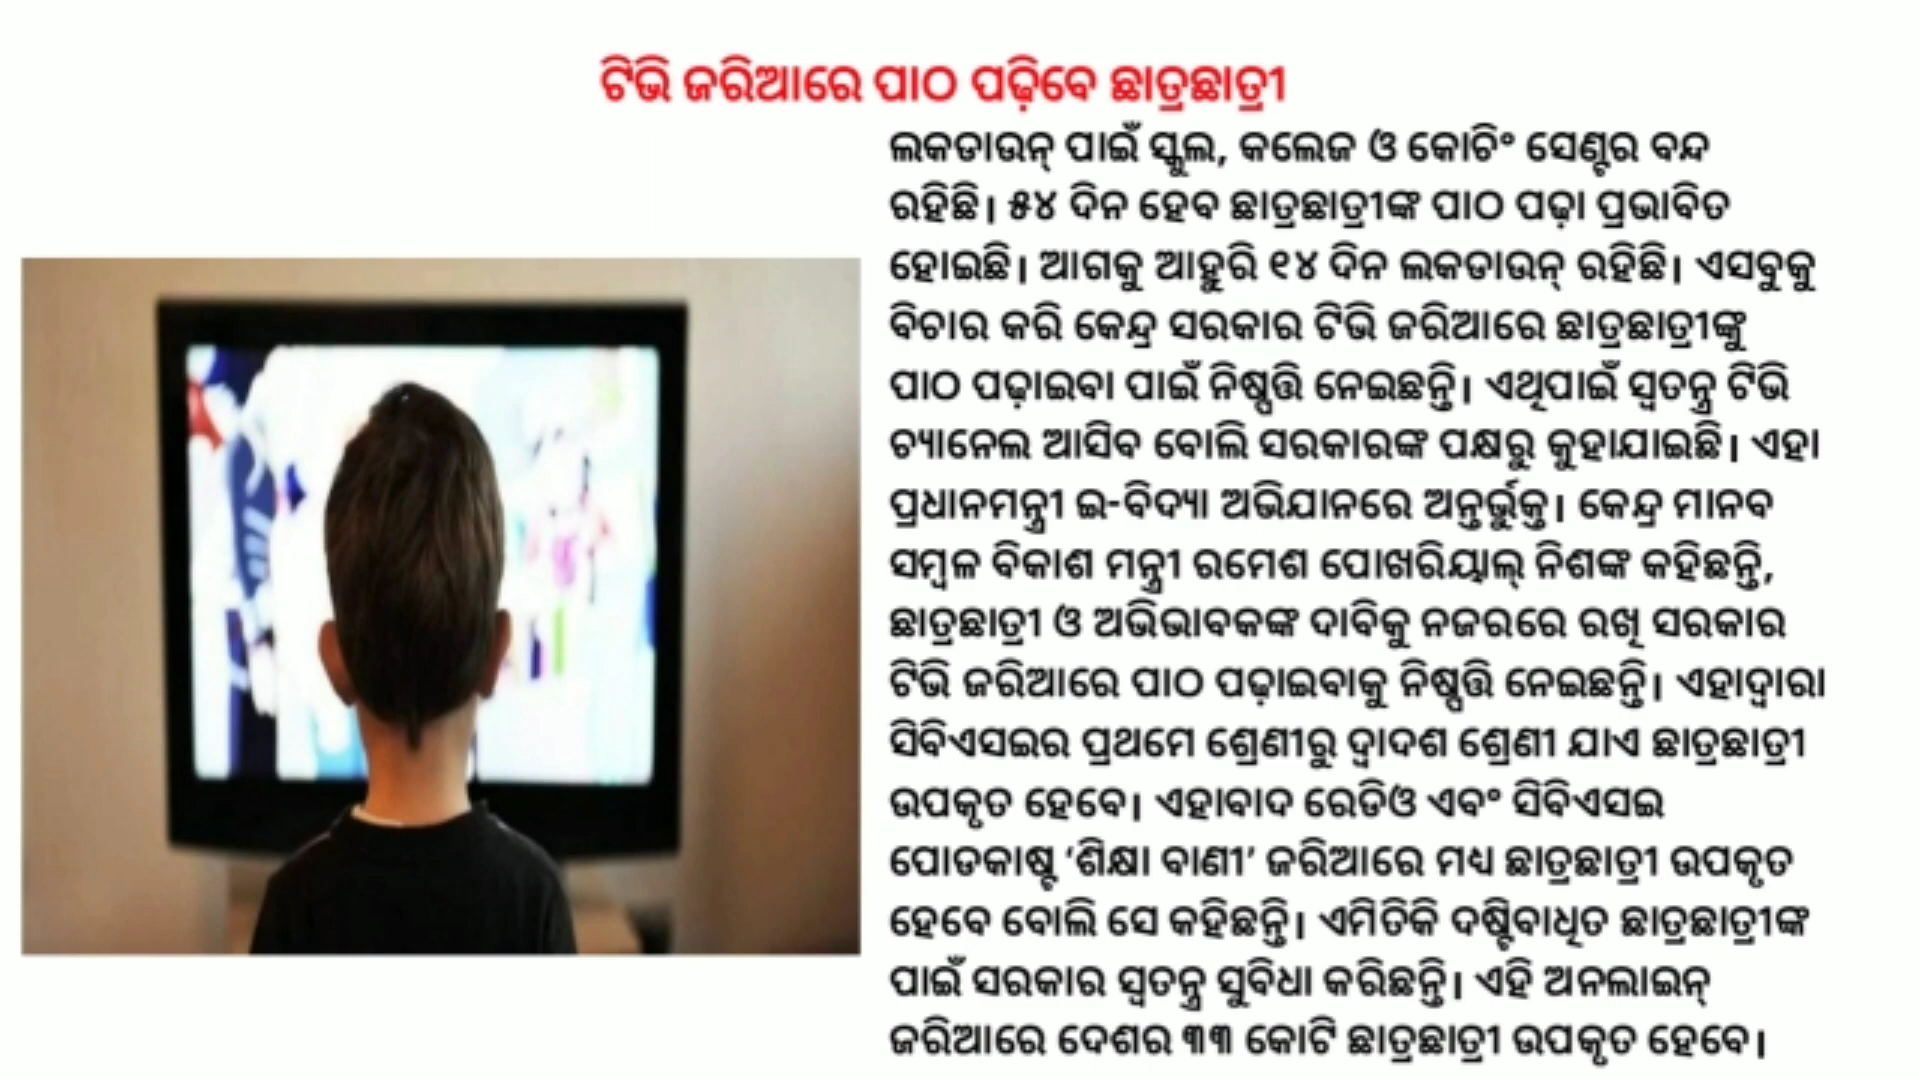 ଟିଭି ଜରିଆରେ ପାଠ ପଢ଼ିବେ ଛାତ୍ରଛାତ୍ରୀ
ଲକଡାଉନ୍ ପାଇଁ ସ୍କୁଲ, କଲେଜ ଓ କୋଚିଂ ସେଣ୍ଟର ବନ୍ଦ
ରହିଛି। ୫୪ ଦିନ ହେବ ଛାତ୍ରଛାତ୍ରୀଙ୍କ ପାଠ ପଢ଼ା ପ୍ରଭାବିତ
ହୋଇଛି। ଆଗକୁ ଆହୁରି ୧୪ ଦିନ ଲକଡାଉନ୍ ରହିଛି। ଏସବୁକୁ
ବିଚାର କରି କେନ୍ଦ୍ର ସରକାର ଟିଭି ଜରିଆରେ ଛାତ୍ରଛାତ୍ରୀଙ୍କୁ
ପାଠ ପଢ଼ାଇବା ପାଇଁ ନିଷ୍ପତ୍ତି ନେଇଛନ୍ତି। ଏଥିପାଇଁ ସ୍ୱତନ୍ତ୍ର ଟିଭି
ଚ୍ୟାନେଲ ଆସିବ ବୋଲି ସରକାରଙ୍କ ପକ୍ଷରୁ କୁହାଯାଇଛି। ଏହା
ପ୍ରଧାନମନ୍ତ୍ରୀ ଇ-ବିଦ୍ୟା ଅଭିଯାନରେ ଅନ୍ତର୍ଭୁକ୍ତ। କେନ୍ଦ୍ର ମାନବ
ସମ୍ବଳ ବିକାଶ ମନ୍ତ୍ରୀ ରମେଶ ପୋଖରିୟାଲ୍ ନିଶଙ୍କ କହିଛନ୍ତି,
ଛାତ୍ରଛାତ୍ରୀ ଓ ଅଭିଭାବକଙ୍କ ଦାବିକୁ ନଜରରେ ରଖି ସରକାର
ଟିଭି ଜରିଆରେ ପାଠ ପଢ଼ାଇବାକୁ ନିଷ୍ପତ୍ତି ନେଇଛନ୍ତି। ଏହାଦ୍ୱାରା
ସିବିଏସଇର ପ୍ରଥମେ ଶ୍ରେଣୀରୁ ଦ୍ୱାଦଶ ଶ୍ରେଣୀ ଯାଏ ଛାତ୍ରଛାତ୍ରୀ
ଉପକୃତ ହେବେ। ଏହାବାଦ ରେଡିଓ ଏବଂ ସିବିଏସଇ
ପୋଡକାଷ୍ଟ ‘ଶିକ୍ଷା ବାଣୀ’ ଜରିଆରେ ମଧ୍ୟ ଛାତ୍ରଛାତ୍ରୀ ଉପକୃତ
ହେବେ ବୋଲି ସେ କହିଛନ୍ତି। ଏମିତିକି ଦଷ୍ଟିବାଧିତ ଛାତ୍ରଛାତ୍ରୀଙ୍କ
ପାଇଁ ସରକାର ସ୍ୱତନ୍ତ୍ର ସୁବିଧା କରିଛନ୍ତି। ଏହି ଅନଲାଇନ୍
ଜରିଆରେ ଦେଶର ୩୩ କୋଟି ଛାତ୍ରଛାତ୍ରୀ ଉପକୃତ ହେବେ।